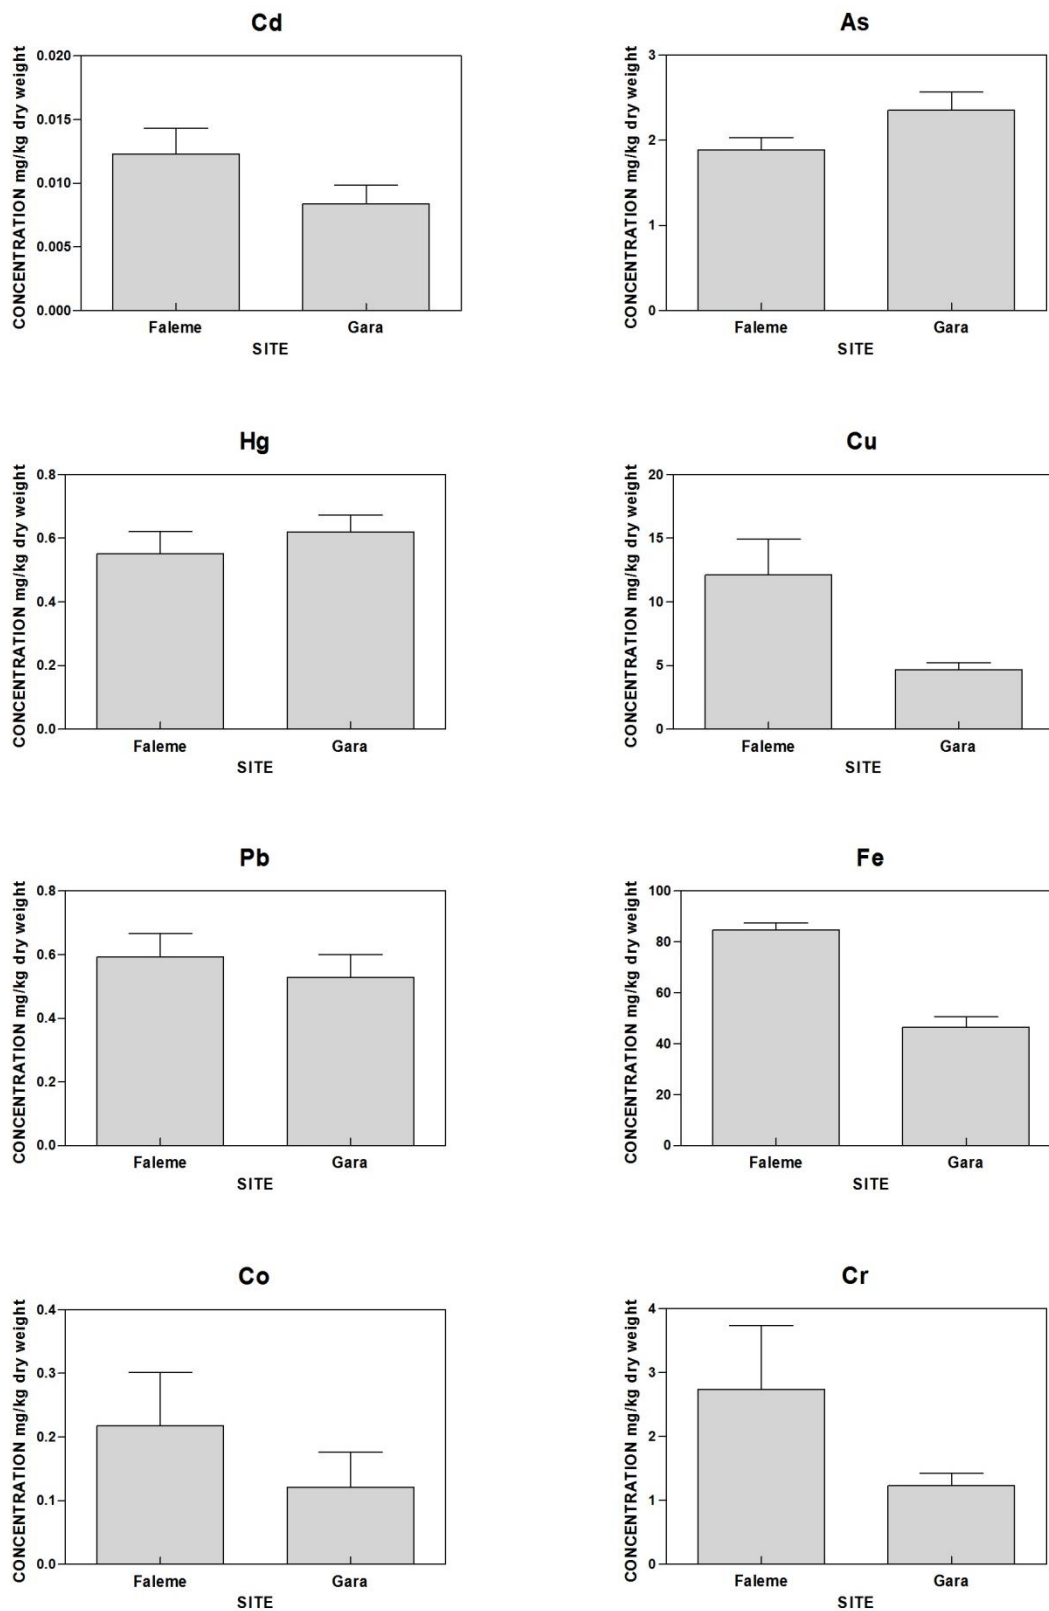 Cd
CONCENTRATION mg/kg dry weight
0.020
0.015
0.010
0.005
0.000
Faleme Gara
SITE
As
CONCENTRATION mg/kg dry weight
3
2
1
0
Faleme Gara
SITE
Hg
CONCENTRATION mg/kg dry weight
0.8
0.6
0.4
0.2
0.0
Faleme Gara
SITE
Cu
CONCENTRATION mg/kg dry weight
20
15
10
5
0
Faleme Gara
SITE
Pb
CONCENTRATION mg/kg dry weight
0.8
0.6
0.4
0.2
0.0
Faleme Gara
SITE
Fe
CONCENTRATION mg/kg dry weight
100
80
60
40
20
0
Faleme Gara
SITE
Co
CONCENTRATION mg/kg dry weight
0.4
0.3
0.2
0.1
0.0
Faleme Gara
SITE
Cr
CONCENTRATION mg/kg dry weight
4
3
2
1
0
Faleme Gara
SITE